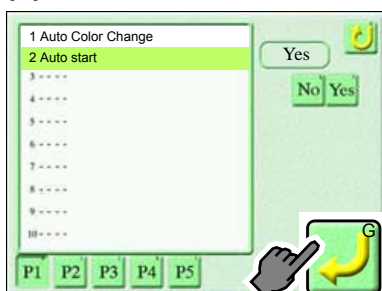 1 Auto Color Change
2 Auto start
3 ----
4 ----
5 ----
6 ----
7 ----
8 ----
9 ----
10 ----
Yes
No Yes
G
P1 P2 P3 P4 P5